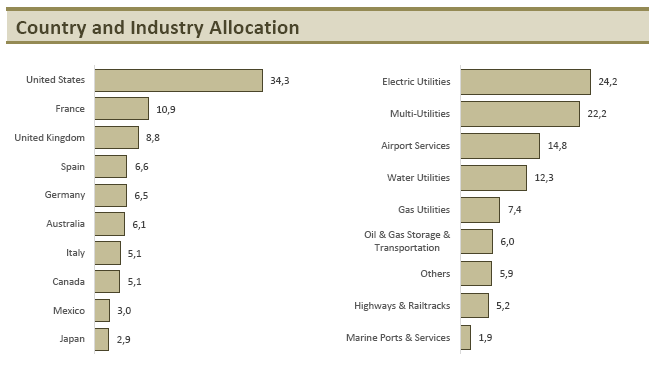 Country and Industry Allocation
United States 34,3
France 10,9
United Kingdom 8,8
Spain 6,6
Germany 6,5
Australia 6,1
Italy 5,1
Canada 5,1
Mexico 3,0
Japan 2,9
Electric Utilities 24,2
Multi-Utilities 22,2
Airport Services 14,8
Water Utilities 12,3
Gas Utilities 7,4
Oil & Gas Storage &
Transportation 6,0
Others 5,9
Highways & Railtracks 5,2
Marine Ports & Services 1,9